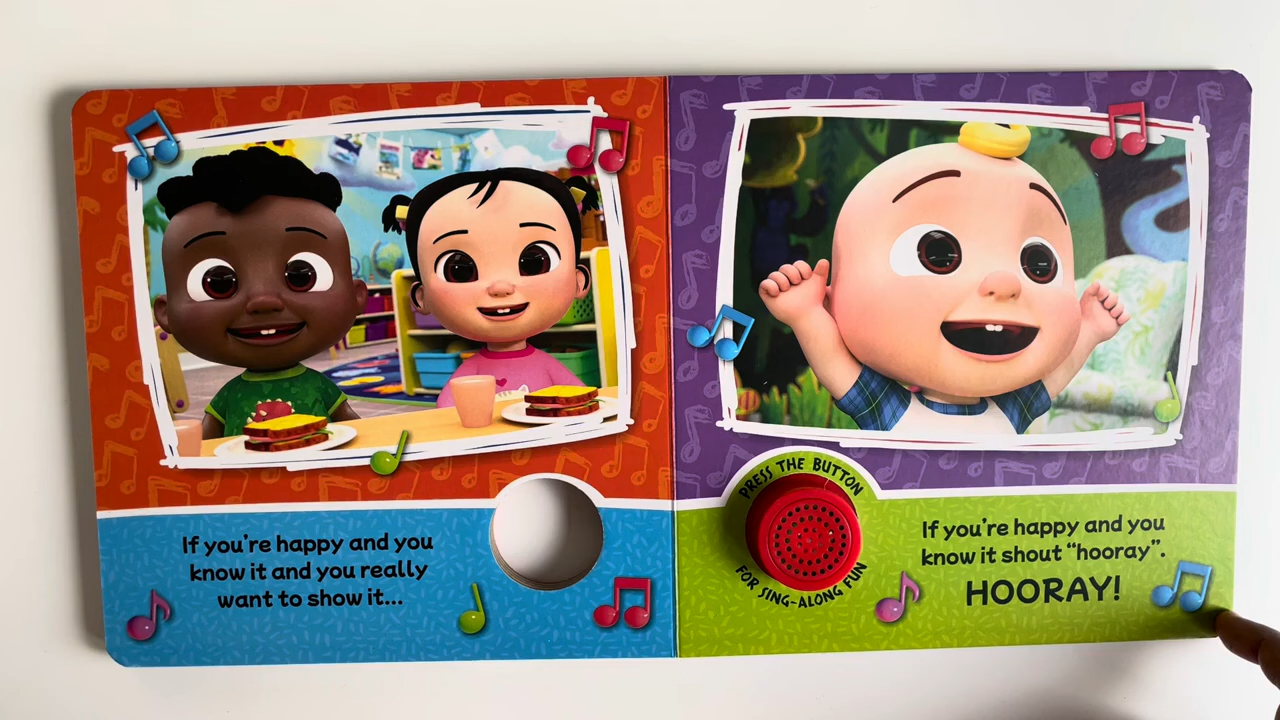 If you're happy and you
know it and you really
want to show it...
PRESS THE BUTTON
FOR SING-ALONG FUN
If you're happy and you
know it shout “hooray”.
HOORAY!